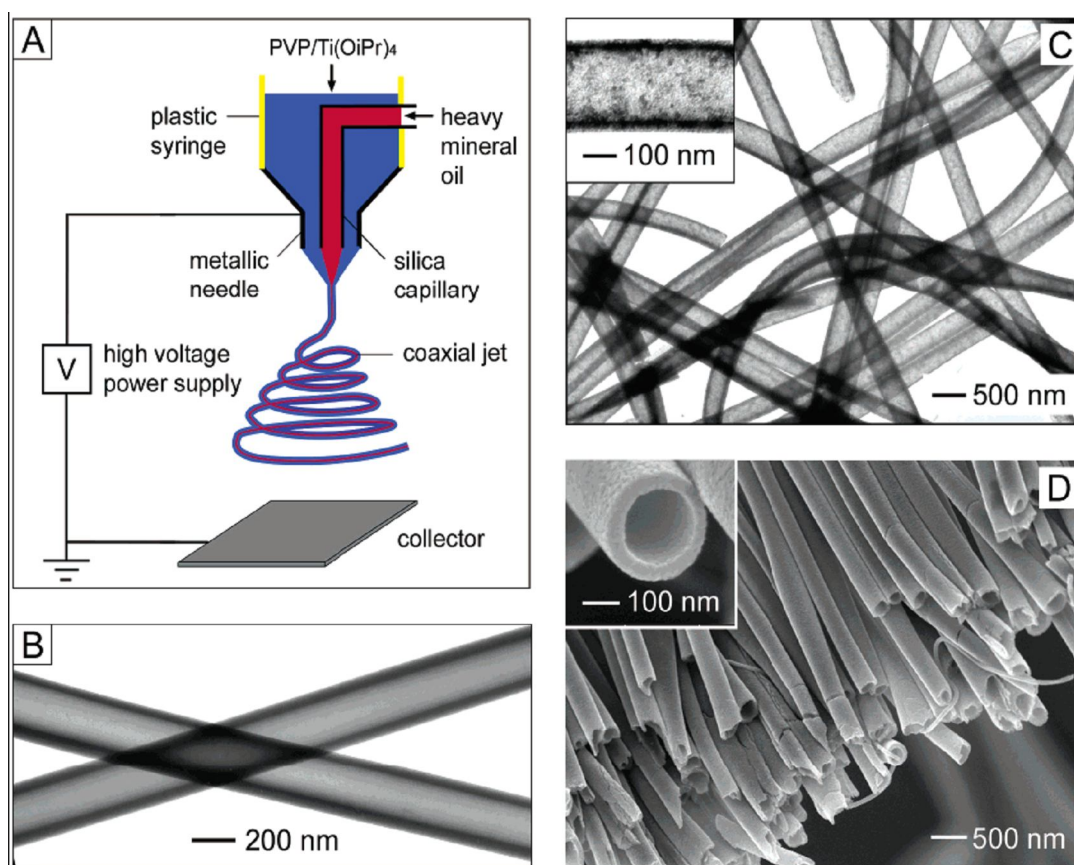 A
PVP/Ti(OiPr)4
plastic
syringe
heavy
mineral
oil
metallic
needle
silica
capillary
V
high voltage
power supply
coaxial jet
collector
B
200 nm
C
100 nm
500 nm
D
100 nm
500 nm